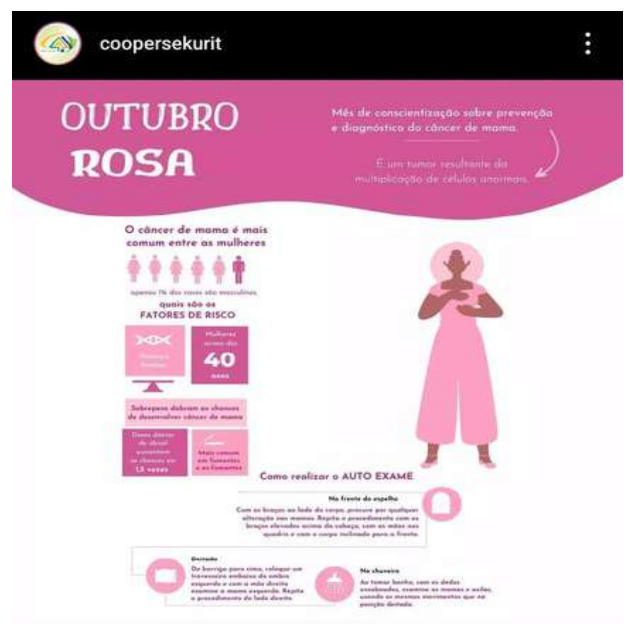 coopersekurit
OUTUBRO
ROSA
Mês de conscientização sobre prevenção
e diagnóstico do câncer de mama.
É um tumor resultante da
multiplicação de células anormais.
O câncer de mama é mais
comum entre as mulheres
apenas 1% dos casos são masculinos.
quais são os
FATORES DE RISCO
Histórico
familiar
Mulheres
acima dos
40
anos
Sobrepeso dobram as chances
de desenvolver câncer de mama
Doses diárias
de álcool
aumentam
as chances em
1,5 vezes
Mais comum
em fumantes
e ex fumantes
Como realizar o AUTO EXAME
Na frente do espelho
Com os braços ao lado do corpo, procure por qualquer
alteração nas mamas. Repita o procedimento com os
braços elevados acima da cabeça, com as mãos nos
quadris e com o corpo inclinado para a frente.
Deitada
De barriga para cima, coloque um
travesseiro embaixo do ombro
esquerdo e com a mão direita
examine a mama esquerda. Repita
o procedimento do lado direito.
No chuveiro
Ao tomar banho, com os dedos
ensaboados, examine as mamas e axilas,
usando os mesmos movimentos que na
posição deitada.